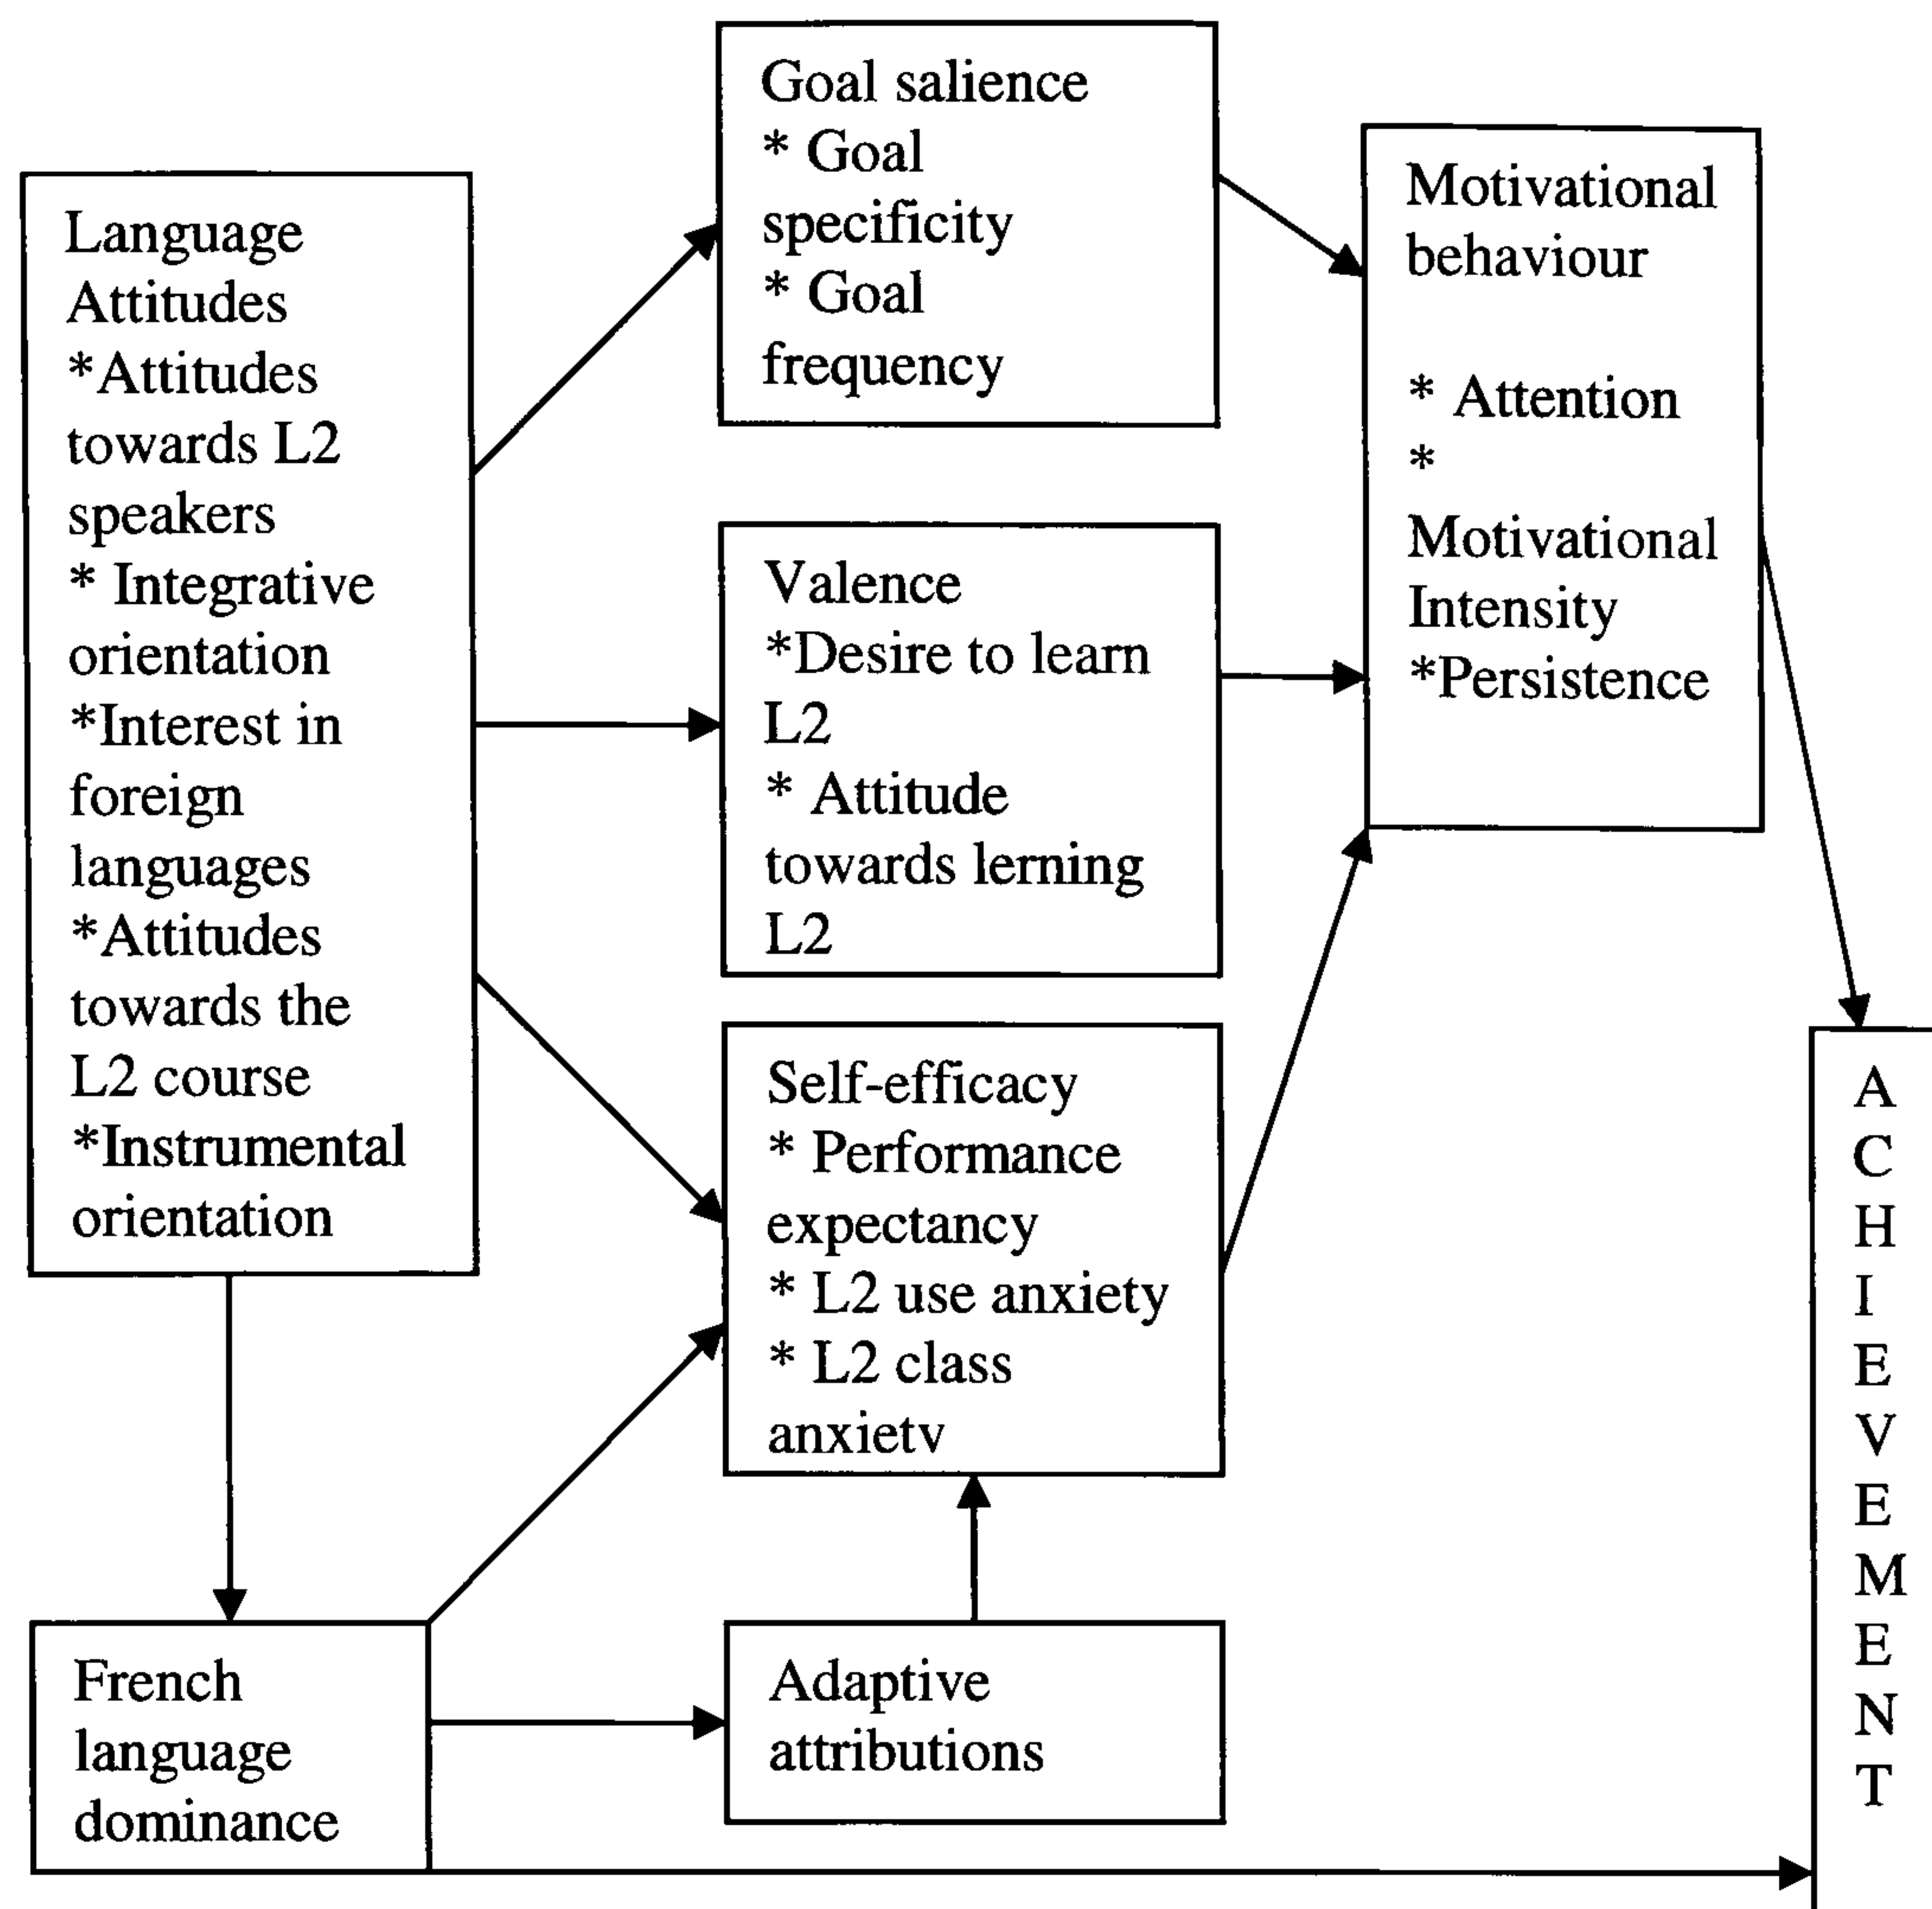 Language
Attitudes
*Attitudes
towards L2
speakers
* Integrative
orientation
*Interest in
foreign
languages
*Attitudes
towards the
L2 course
*Instrumental
orientation
Goal salience
* Goal
specificity
* Goal
frequency
Valence
*Desire to learn
L2
* Attitude
towards lerning
L2
Self-efficacy
* Performance
expectancy
* L2 use anxiety
* L2 class
anxiety
Motivational
behaviour
* Attention
*
Motivational
Intensity
*Persistence
French
language
dominance
Adaptive
attributions
A
C
H
I
E
V
E
M
E
N
T